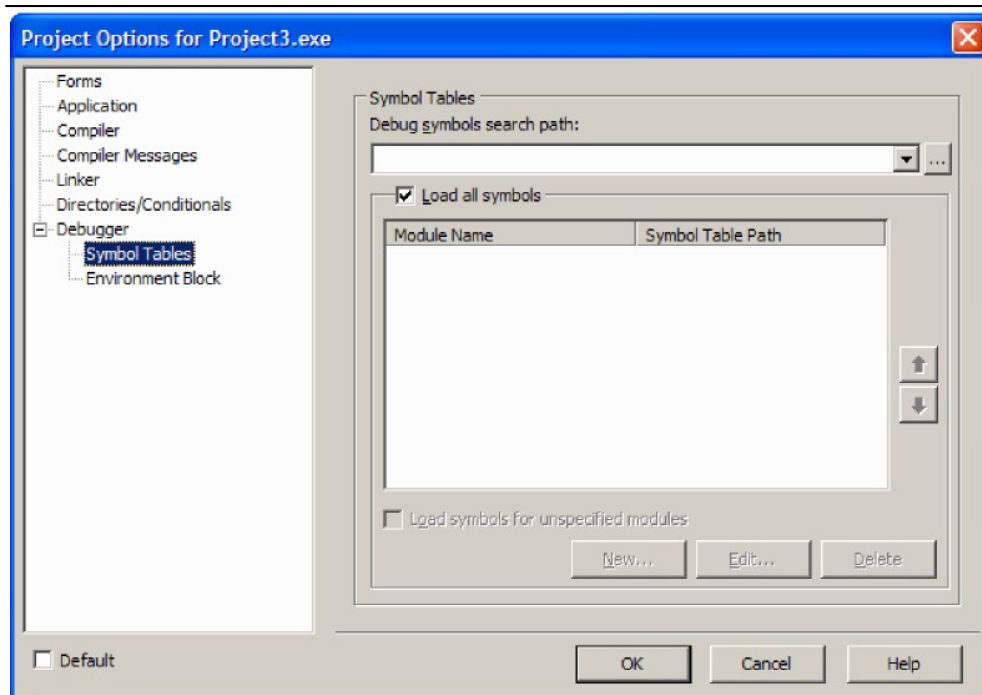 Project Options for Project3.exe
Forms
Application
Compiler
Compiler Messages
Linker
Directories/Conditionals
Debugger
Symbol Tables
Environment Block
Default
Symbol Tables
Debug symbols search path:
...
Load all symbols
Module Name Symbol Table Path
Load symbols for unspecified modules
New... Edit... Delete
OK Cancel Help